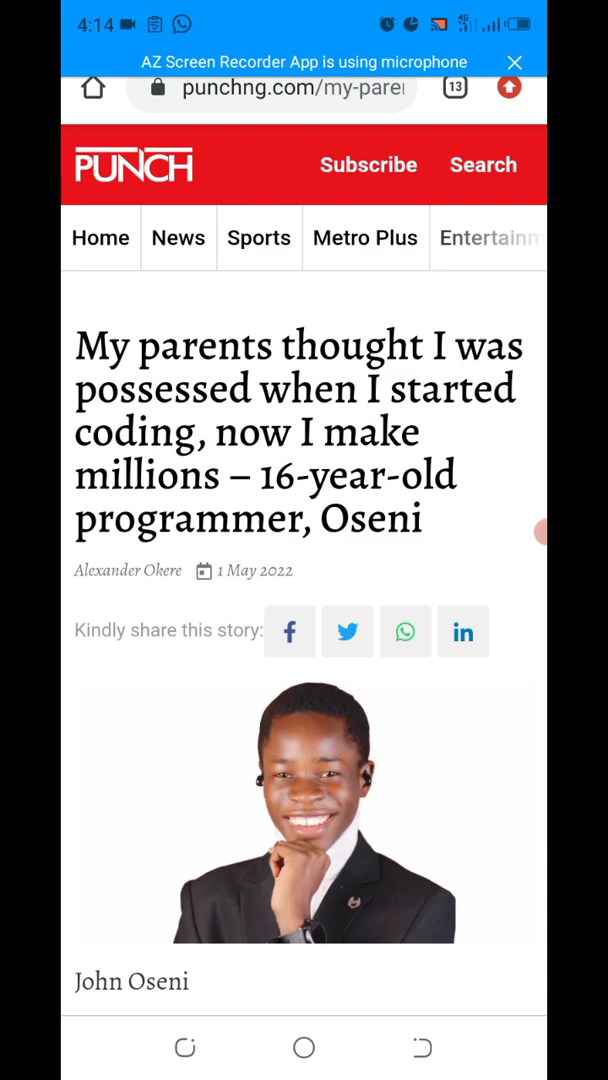 4:14
AZ Screen Recorder App is using microphone
punchng.com/my-parei
13
PUNCH
Subscribe
Search
Home
News
Sports
Metro Plus
Entertainm
My parents thought I was
possessed when I started
coding, now I make
millions – 16-year-old
programmer, Oseni
Alexander Okere
1 May 2022
Kindly share this story:
John Oseni